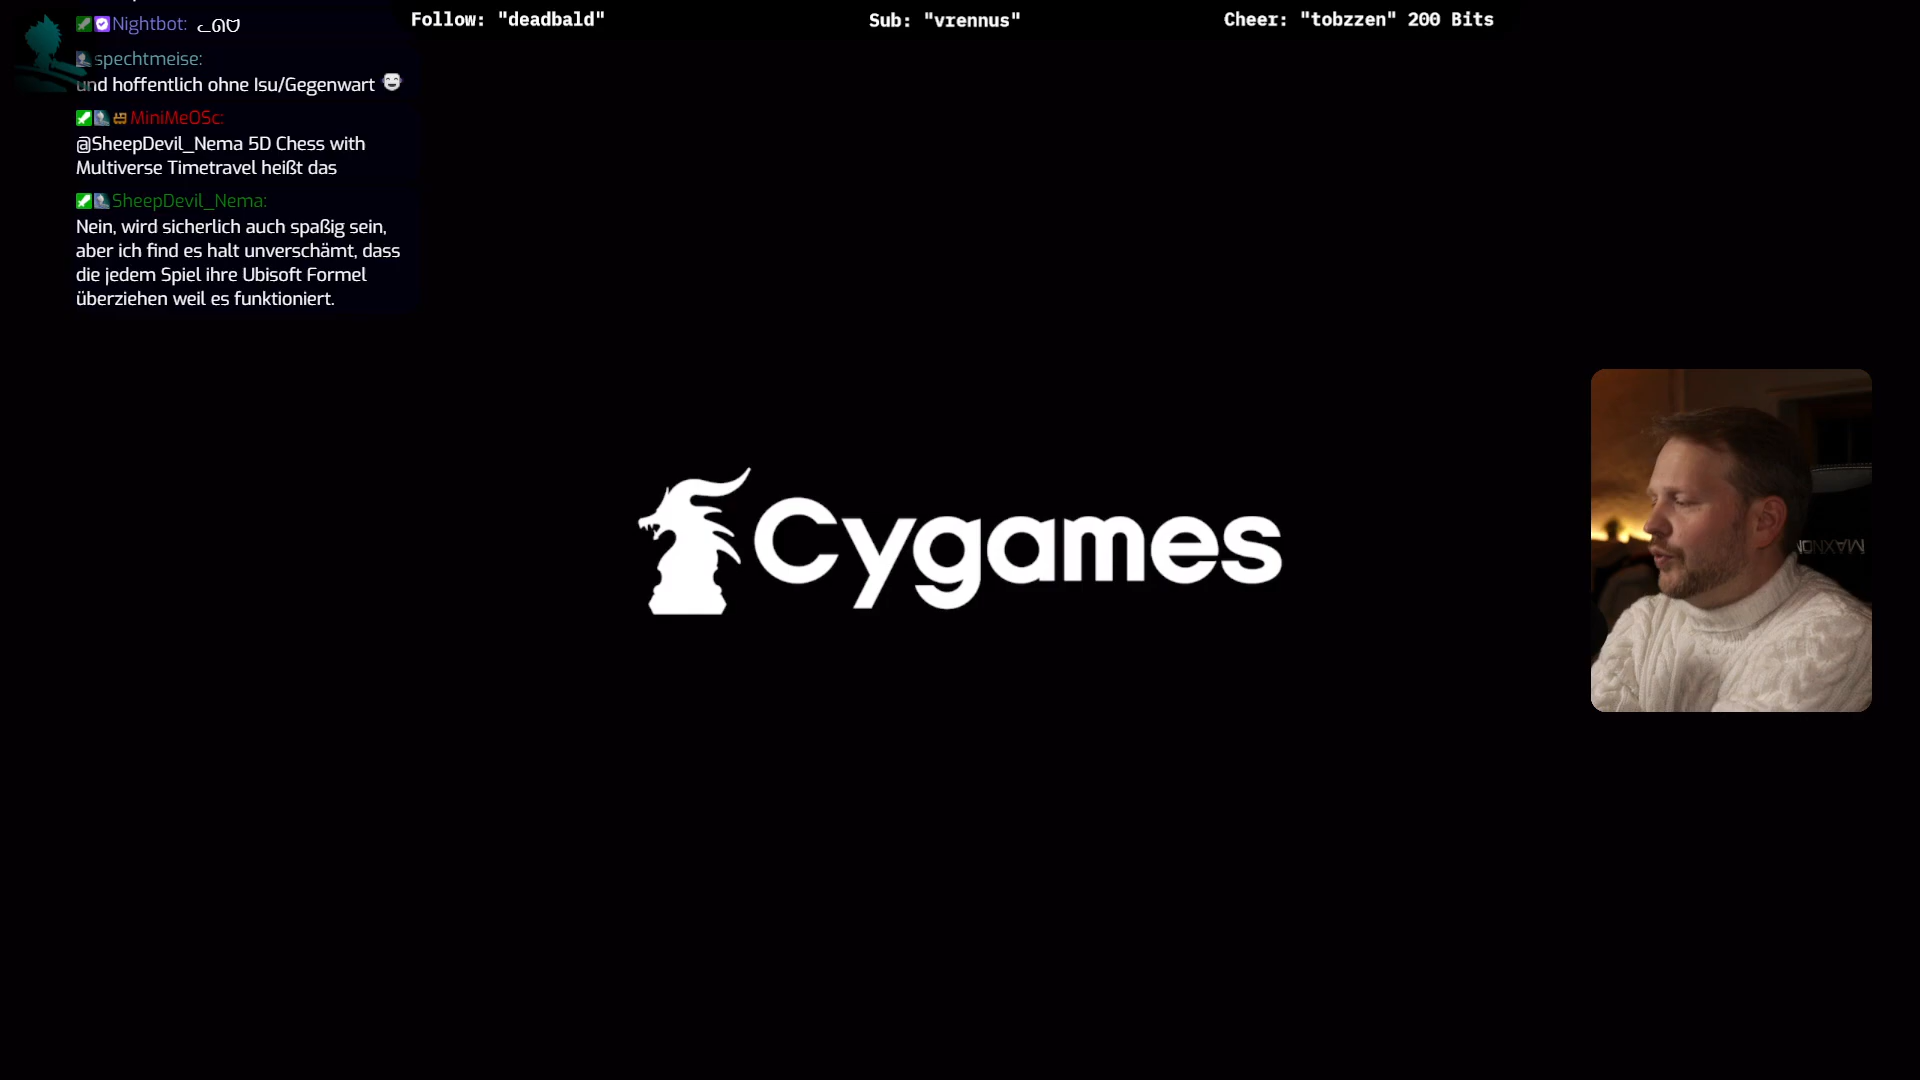 Follow: "deadbald"
Sub: "vrennus"
Cheer: "tobzzen" 200 Bits
Nightbot:
spechtmeise:
und hoffentlich ohne Isu/Gegenwart
MiniMeOSc:
@SheepDevil_Nema 5D Chess with
Multiverse Timetravel heißt das
SheepDevil_Nema:
Nein, wird sicherlich auch spaßig sein,
aber ich find es halt unverschämt, dass
die jedem Spiel ihre Ubisoft Formel
überziehen weil es funktioniert.
Cygames
MAXNOM